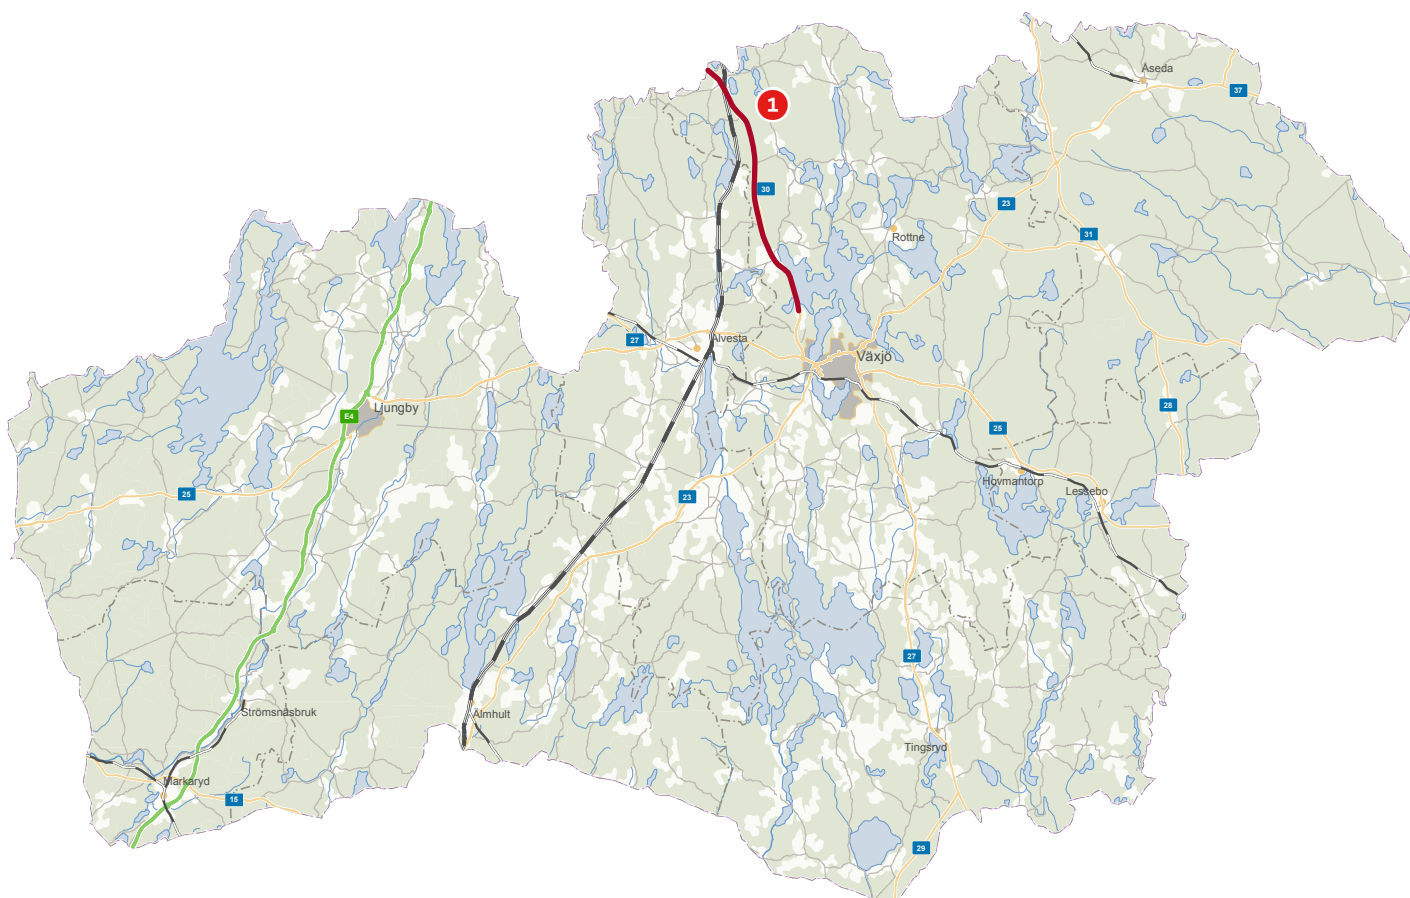 Åseda
37
1
30
23
Rottne
31
27
Alvesta
Växjö
E4
Ljungby
28
25
25
23
Hovmantorp
Lessebo
27
Strömsnäsbruk
Älmhult
Tingsryd
Markaryd
15
29